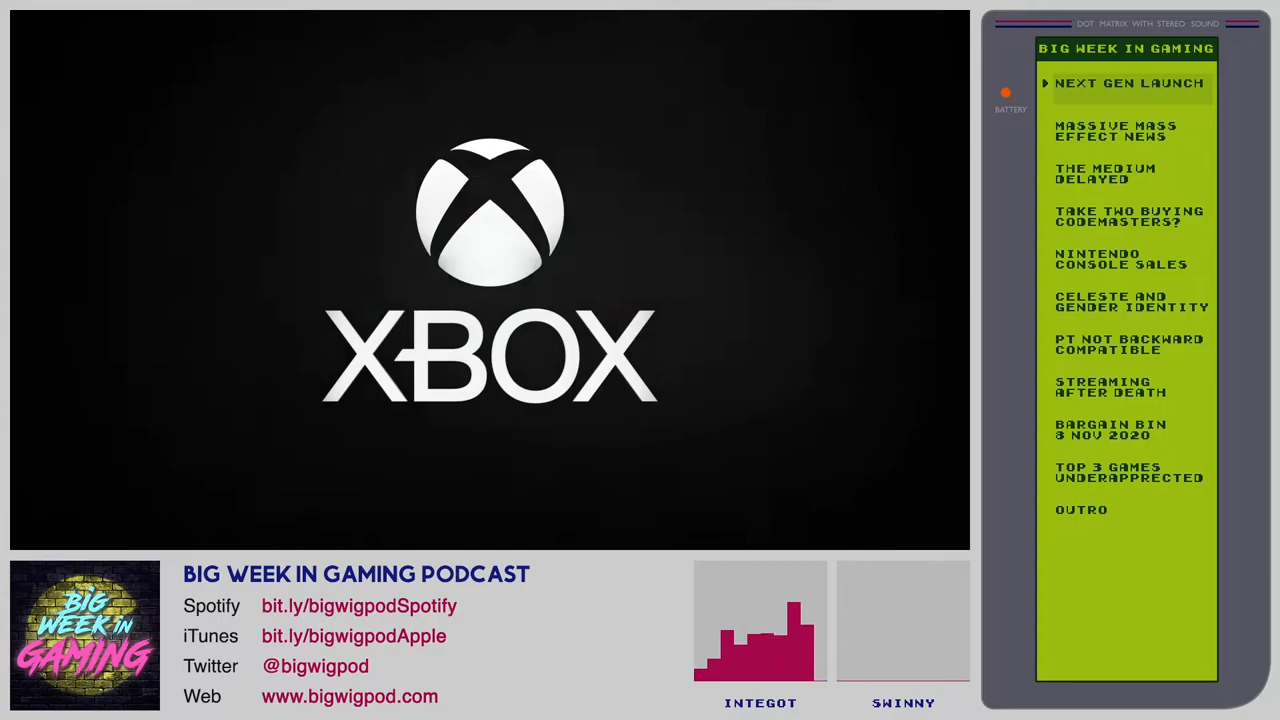 XBOX
DOT MATRIX WITH STEREO SOUND
BATTERY
BIG WEEK IN GAMING
NEXT GEN LAUNCH
MASSIVE MASS
EFFECT NEWS
THE MEDIUM
DELAYED
TAKE TWO BUYING
CODEMASTERS?
NINTENDO
CONSOLE SALES
CELESTE AND
GENDER IDENTITY
PT NOT BACKWARD
COMPATIBLE
STREAMING
AFTER DEATH
BARGAIN BIN
8 NOV 2020
TOP 3 GAMES
UNDERAPPRECTED
OUTRO
BIG
WEEK IN
GAMING
BIG WEEK IN GAMING PODCAST
Spotify bit.ly/bigwigpodSpotify
iTunes bit.ly/bigwigpodApple
Twitter @bigwigpod
Web www.bigwigpod.com
INTEGOT
SWINNY